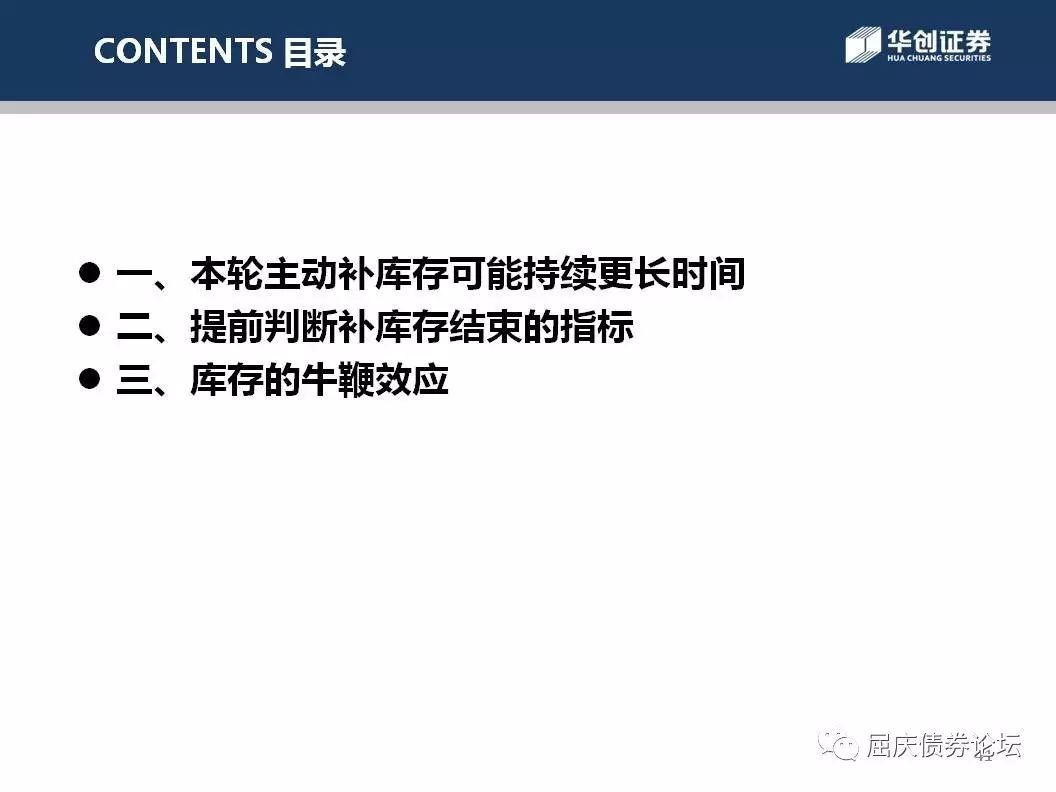 CONTENTS 目录
华创证券
HUA CHUANG SECURITIES
● 一、本轮主动补库存可能持续更长时间
● 二、提前判断补库存结束的指标
● 三、库存的牛鞭效应
屈庆债券论坛